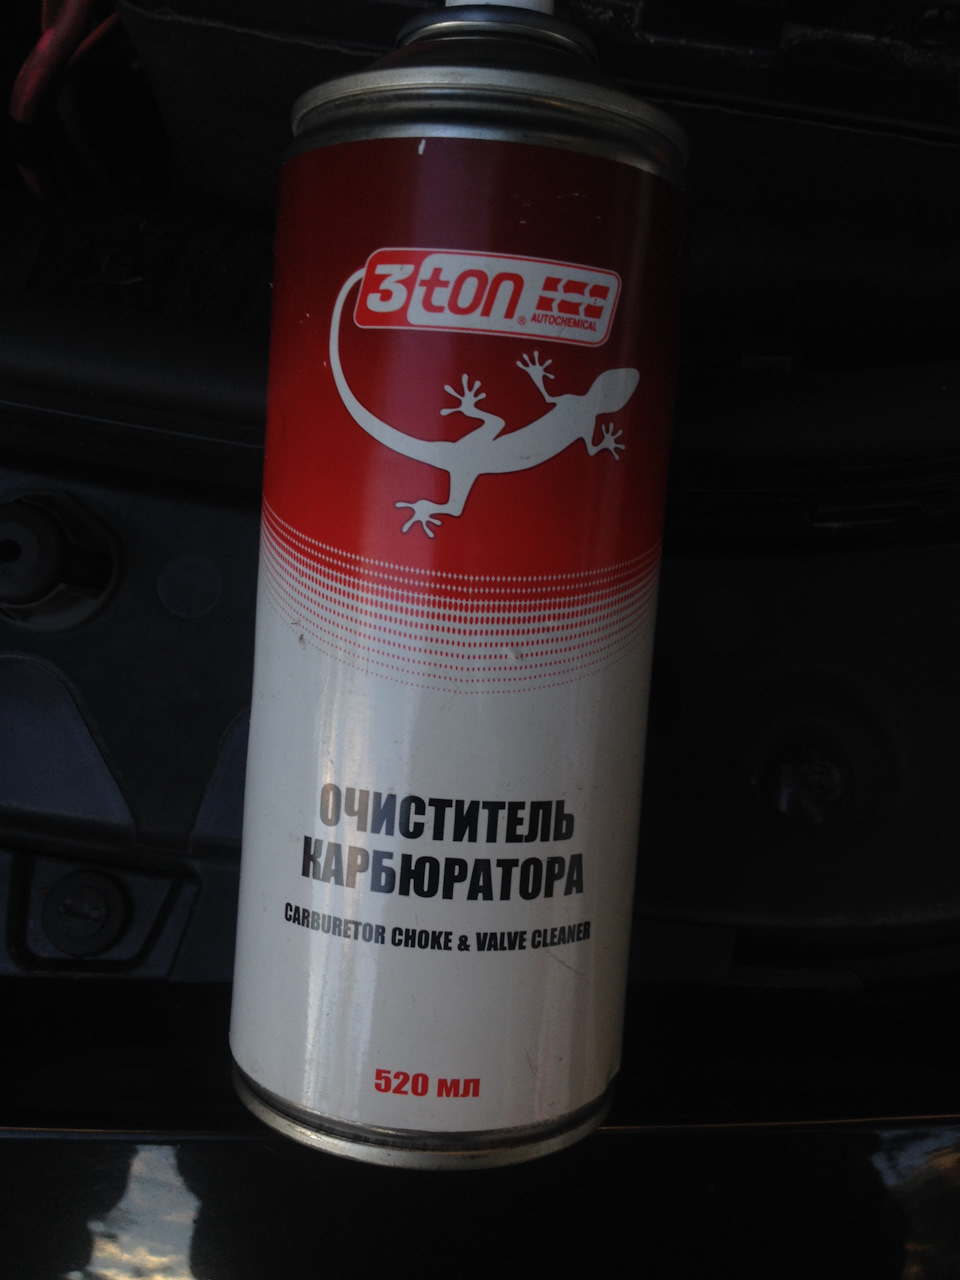 3ton®
AUTOCHEMICAL
ОЧИСТИТЕЛЬ
КАРБЮРАТОРА
CARBURETOR CHOKE & VALVE CLEANER
520 мл